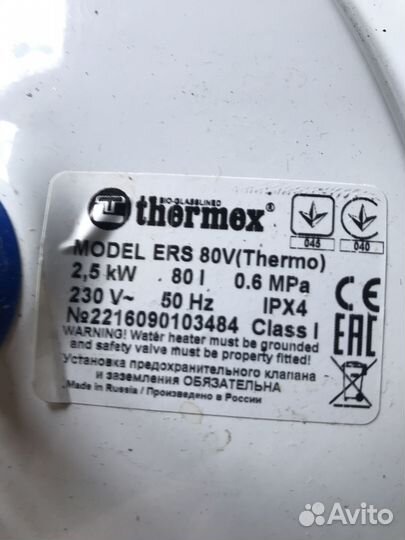 BIO-GLASSLINED
thermex®
045 040
MODEL ERS 80V(Thermo)
2,5 kW 80 l 0.6 MPa
230 V~ 50 Hz IPX4
№2216090103484 Class I
WARNING! Water heater must be grounded
and safety valve must be property fitted!
Установка предохранительного клапана
и заземления ОБЯЗАТЕЛЬНА
Made in Russia / Произведено в России
CE
EAC
Avito